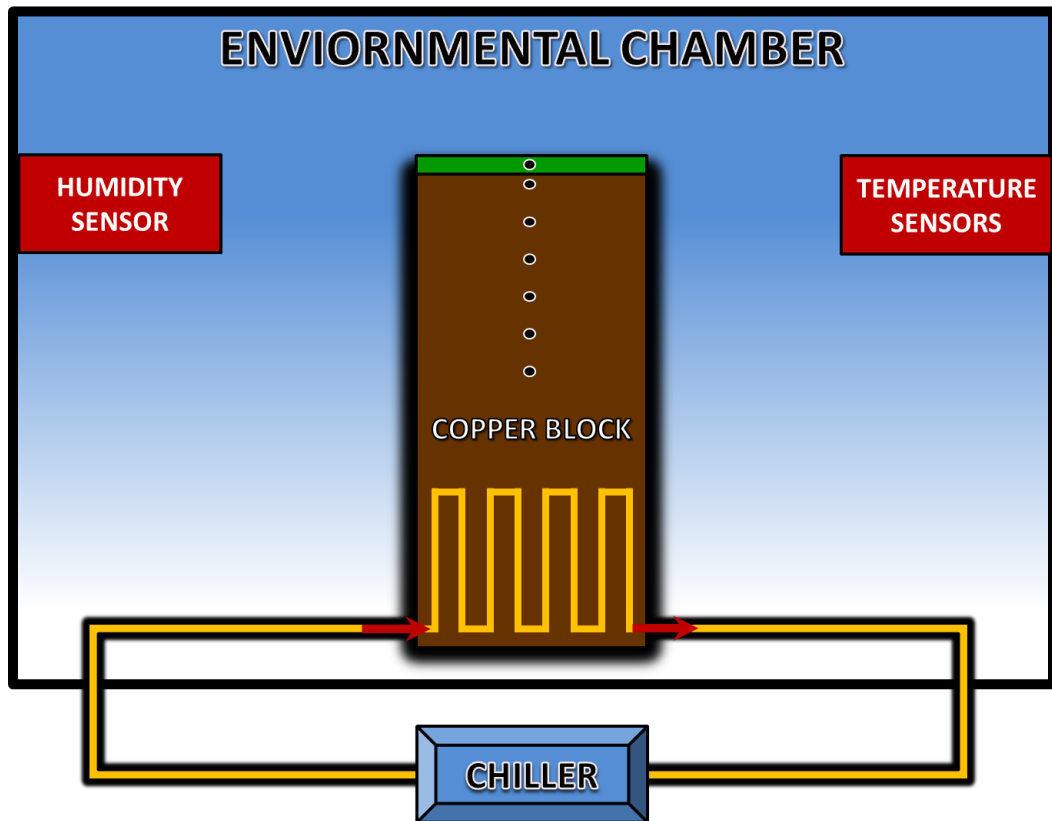 ENVIORNMENTAL CHAMBER
HUMIDITY
SENSOR
TEMPERATURE
SENSORS
COPPER BLOCK
CHILLER